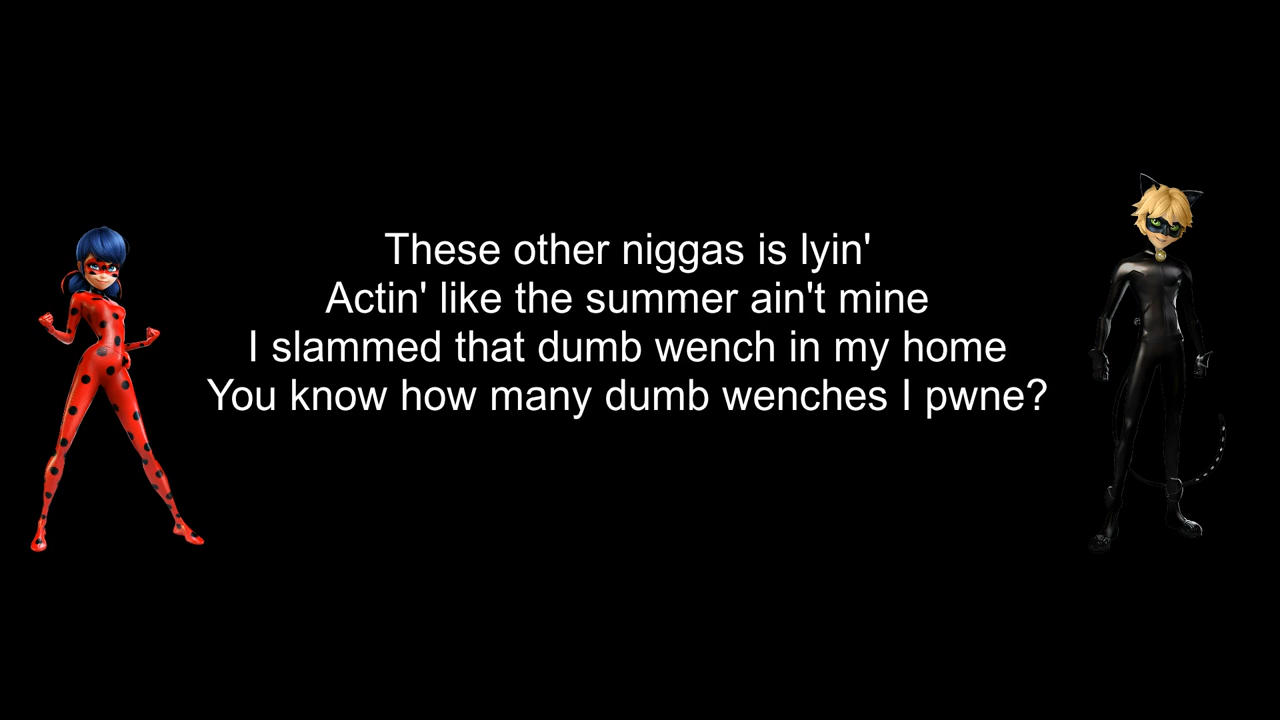 These other niggas is lyin'
Actin' like the summer ain't mine
I slammed that dumb wench in my home
You know how many dumb wenches I pwne?